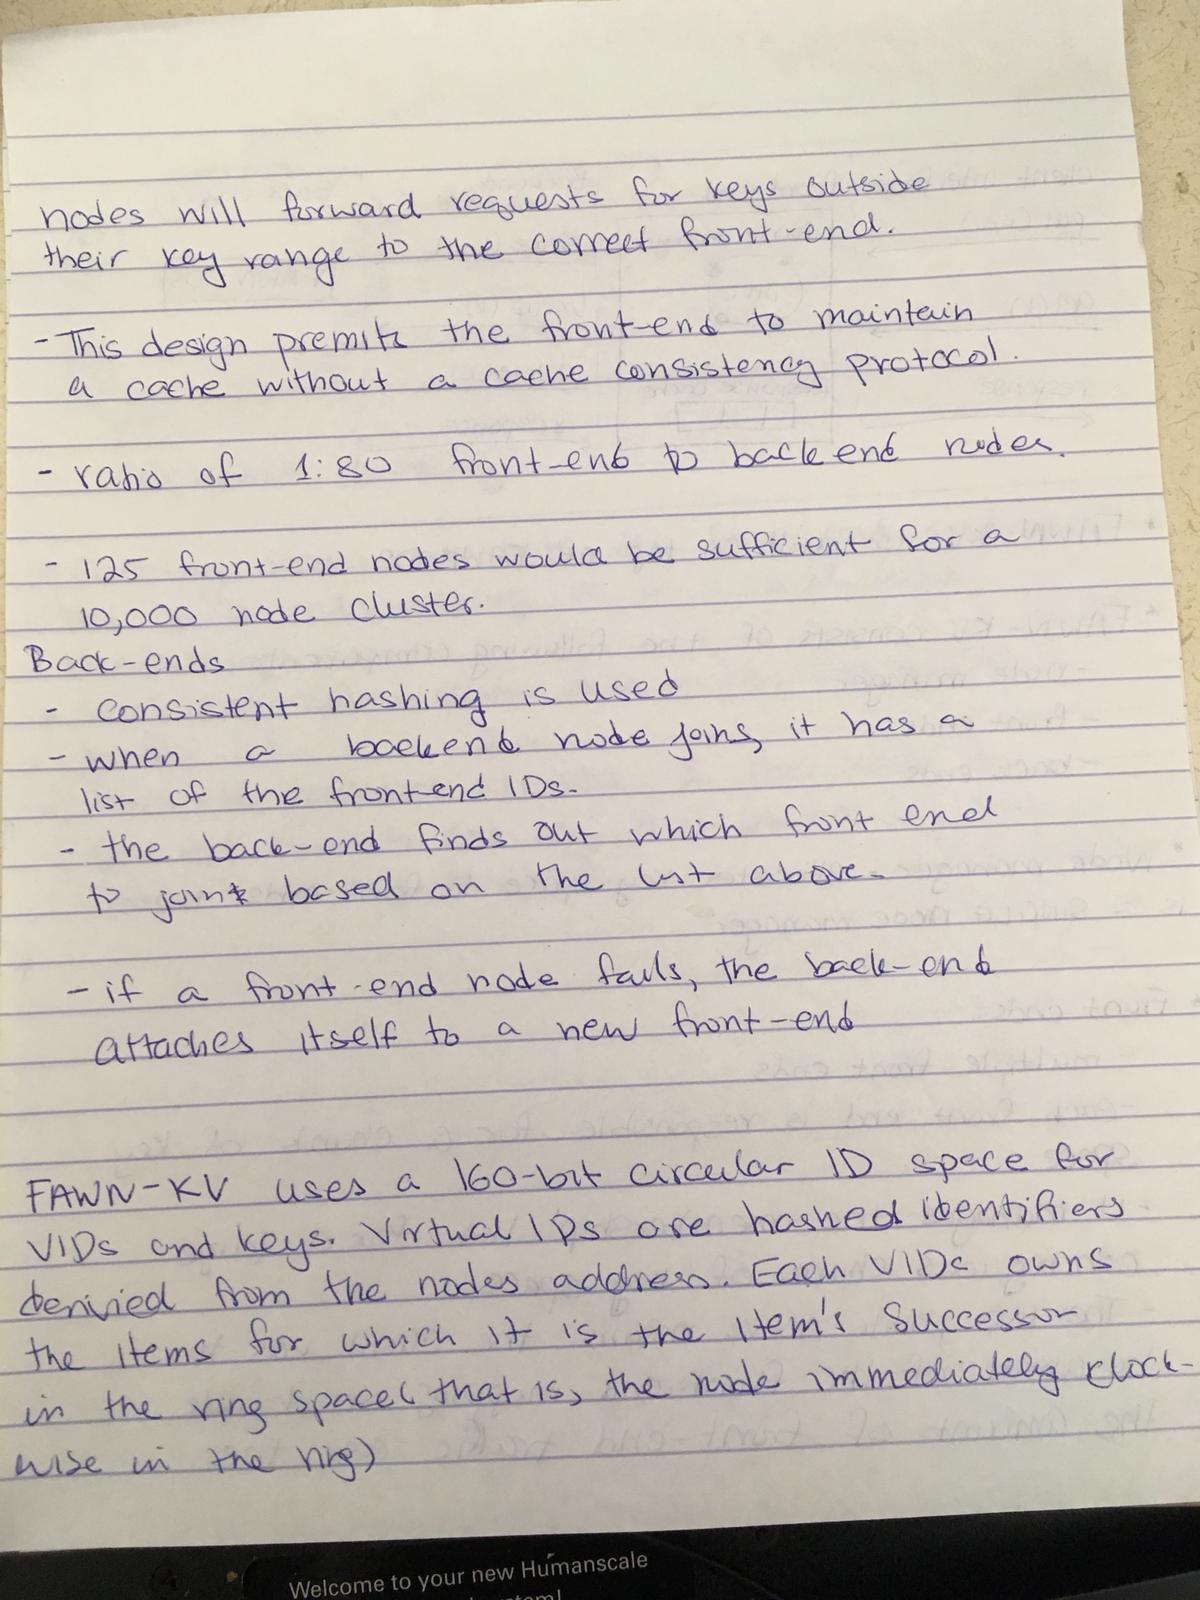 nodes will forward requests for keys outside
their key range to the correct front-end.
- This design premits the front-end to maintain
a cache without a cache consistency protocol.
- ratio of 1:80 front-end to back end nodes.
- 125 front-end nodes would be sufficient for a
10,000 node cluster.
Back-ends
- consistent hashing is used
- when a backend node joins, it has a
list of the front-end IDs.
- the back-end finds out which front end
to join based on the list above.
- if a front-end node fails, the back-end
attaches itself to a new front-end
FAWN-KV uses a 160-bit circular ID space for
VIDs and keys. Virtual IDs are hashed identifiers
derivied from the nodes address. Each VIDs owns
the items for which it is the item's successor
in the ring space (that is, the node immediately clock-
wise in the ring)
Welcome to your new Humanscale